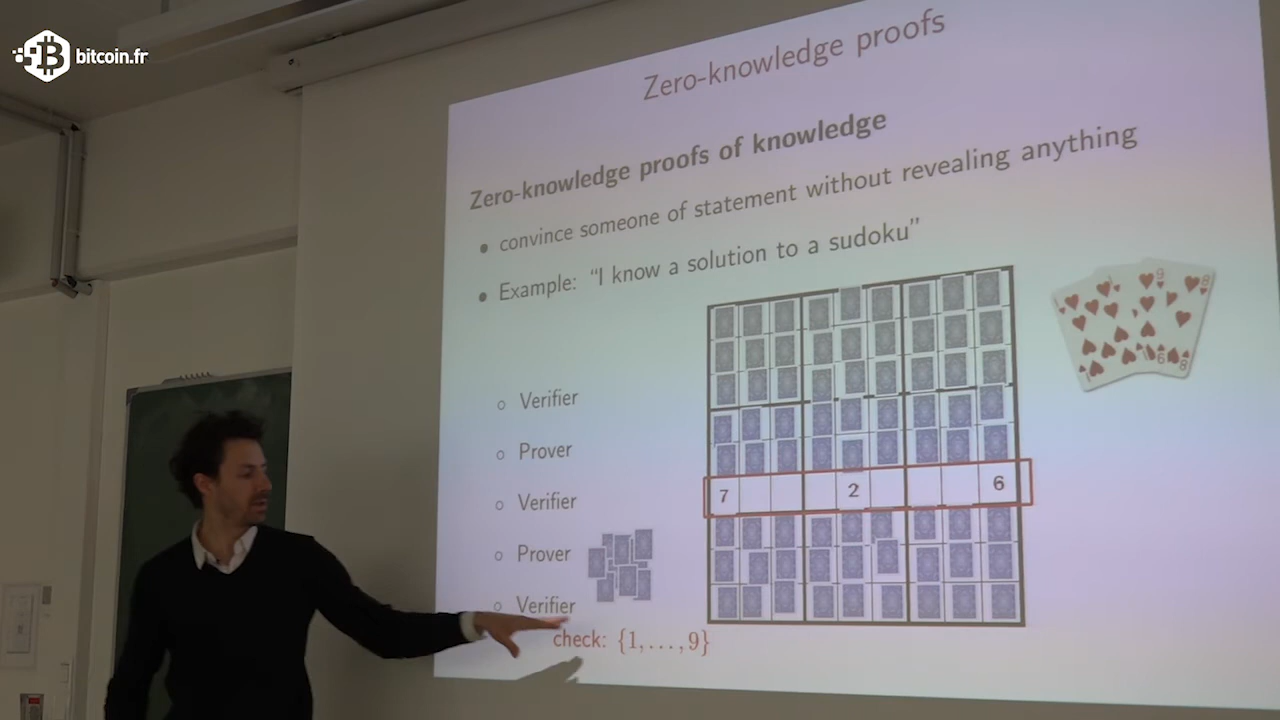 bitcoin.fr
Zero-knowledge proofs
Zero-knowledge proofs of knowledge
• convince someone of statement without revealing anything
• Example: “I know a solution to a sudoku”
○ Verifier
○ Prover
○ Verifier
7 2 6
○ Prover
○ Verifier
check: {1,...,9}